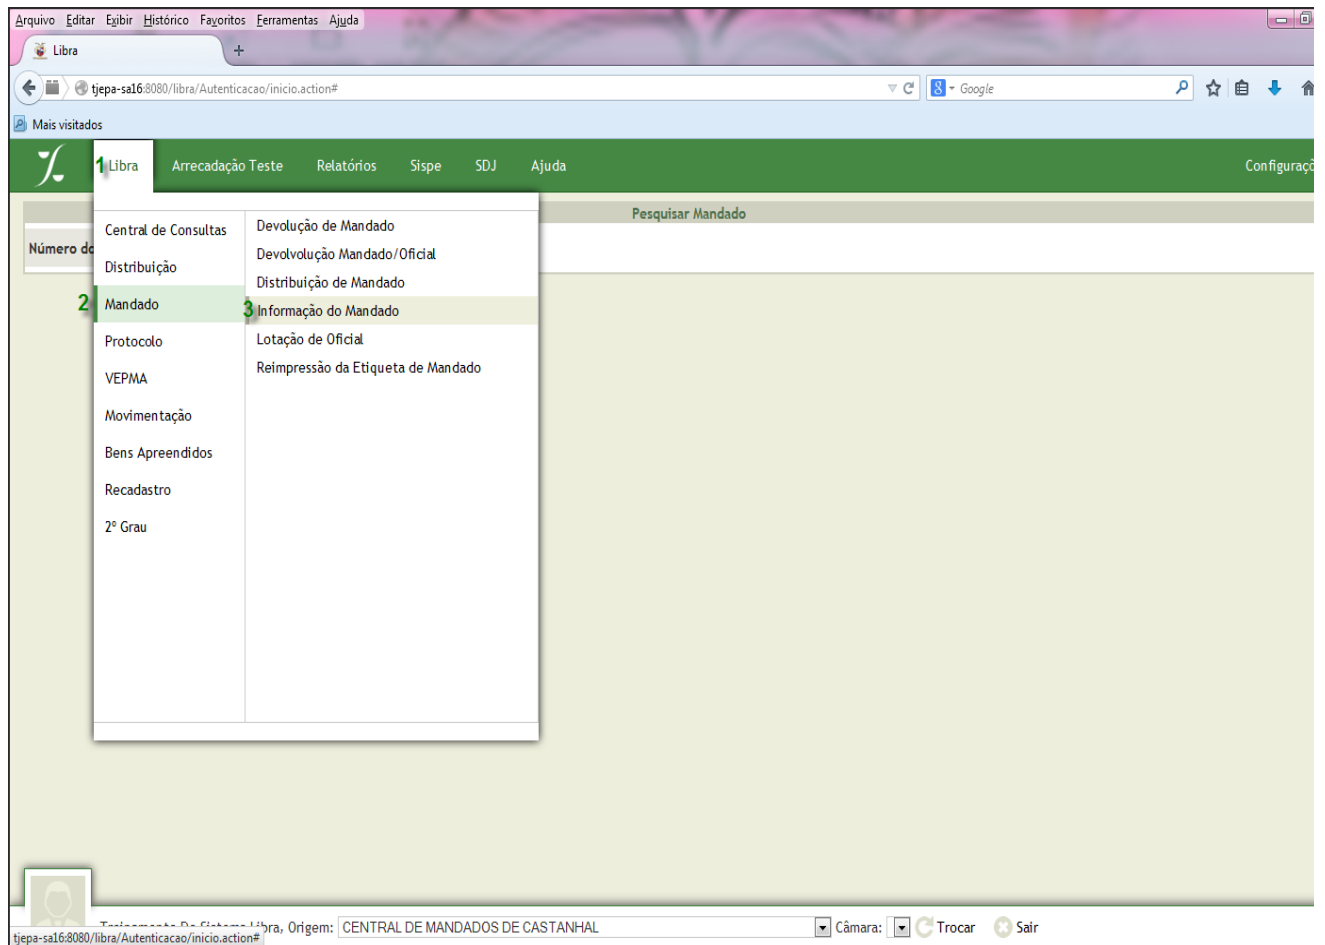 Arquivo Editar Exibir Histórico Favoritos Ferramentas Ajuda
Libra +
tjepa-sa16:8080/libra/Autenticacao/inicio.action# 8 Google
Mais visitados
1 Libra Arrecadação Teste Relatórios Sispe SDJ Ajuda Configuraçõ
Pesquisar Mandado
Número do
Central de Consultas
Distribuição
2 Mandado
Protocolo
VEPMA
Movimentação
Bens Apreendidos
Recadastro
2º Grau
Devolução de Mandado
Devolvolução Mandado/Oficial
Distribuição de Mandado
3 Informação do Mandado
Lotação de Oficial
Reimpressão da Etiqueta de Mandado
Origem: CENTRAL DE MANDADOS DE CASTANHAL Câmara: Trocar Sair
tjepa-sa16:8080/libra/Autenticacao/inicio.action#